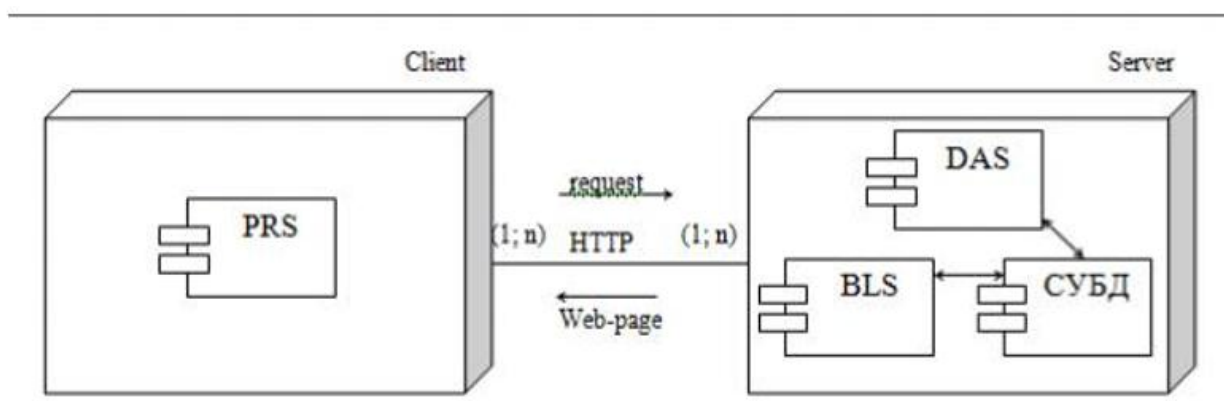 Client
Server
PRS
request
(1; n)
HTTP
(1; n)
Web-page
DAS
BLS
СУБД